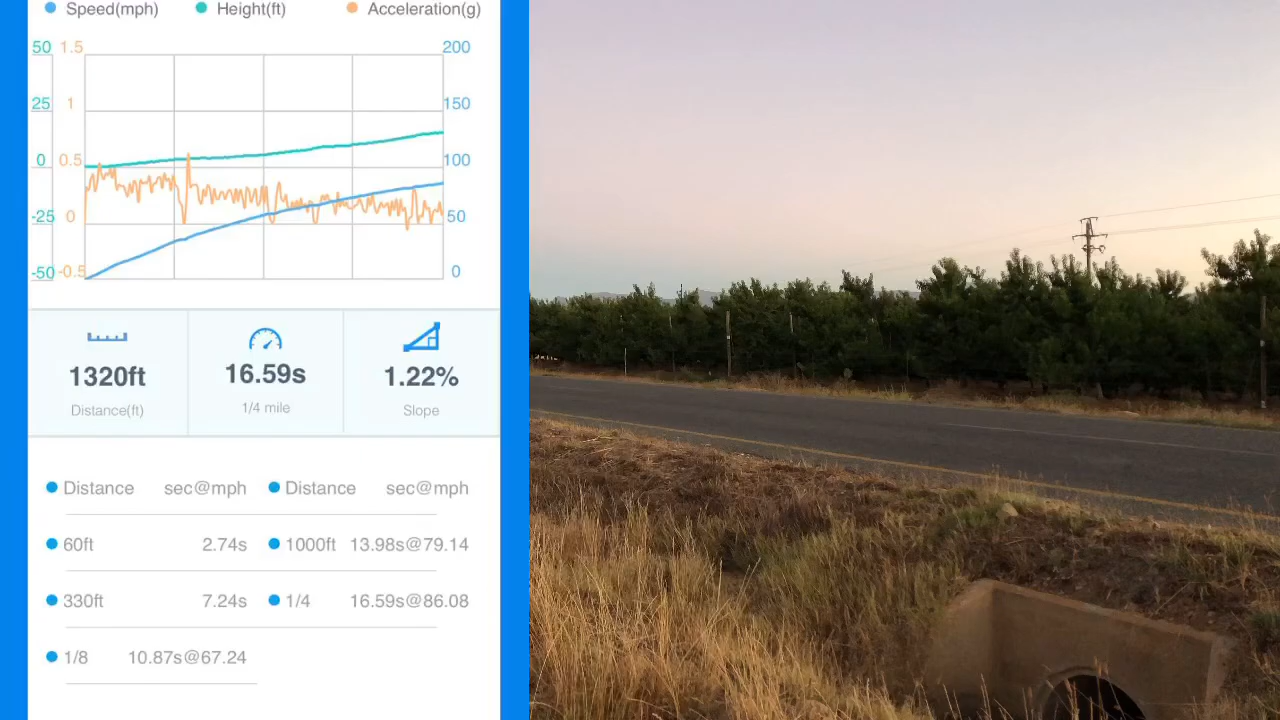 Speed(mph) Height(ft) Acceleration(g)
50 1.5 200
25 1 150
0 0.5 100
-25 0 50
-50 -0.5 0
1320ft 16.59s 1.22%
Distance(ft) 1/4 mile Slope
Distance sec@mph Distance sec@mph
60ft 2.74s 1000ft 13.98s@79.14
330ft 7.24s 1/4 16.59s@86.08
1/8 10.87s@67.24